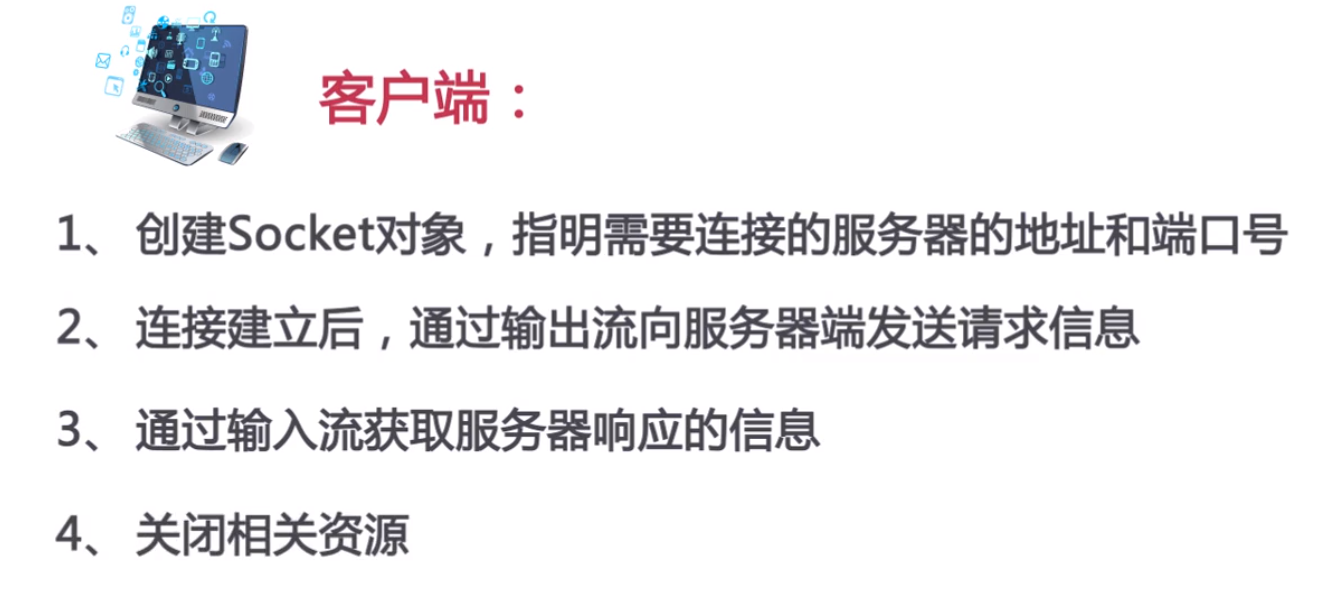 客户端：
1、 创建Socket对象，指明需要连接的服务器的地址和端口号
2、 连接建立后，通过输出流向服务器端发送请求信息
3、 通过输入流获取服务器响应的信息
4、 关闭相关资源